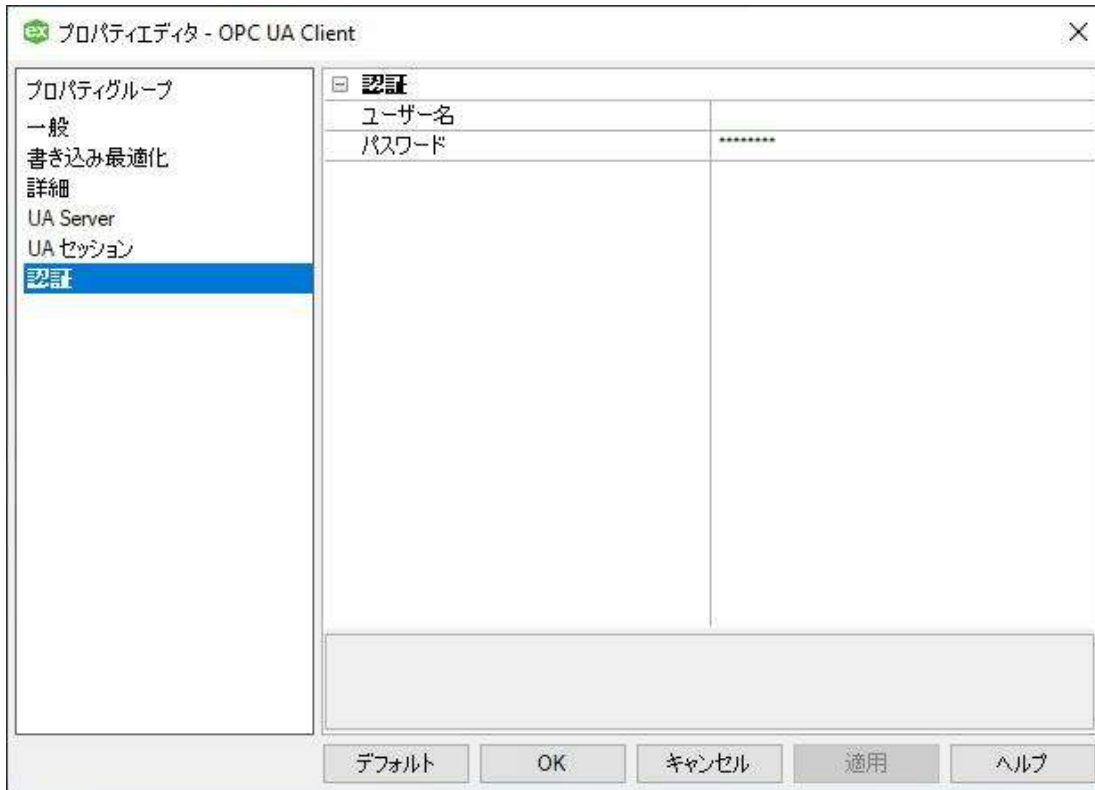 プロパティエディタ - OPC UA Client
プロパティグループ
一般
書き込み最適化
詳細
UA Server
UA セッション
認証
認証
ユーザー名
パスワード ********
デフォルト OK キャンセル 適用 ヘルプ